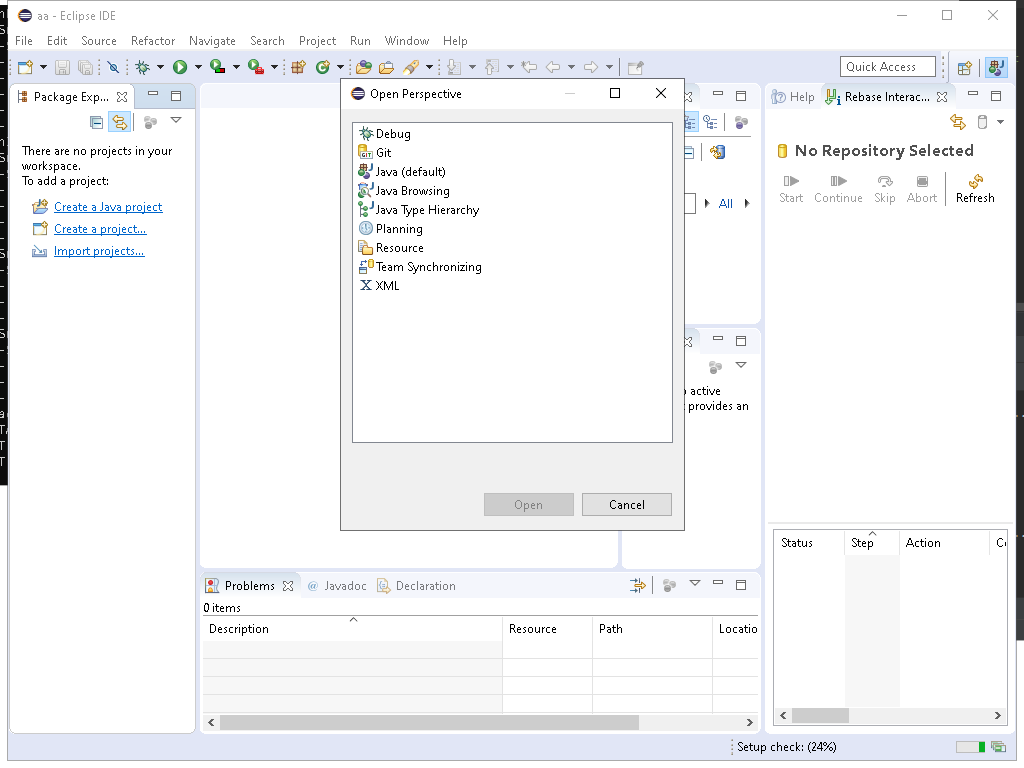 aa - Eclipse IDE
File Edit Source Refactor Navigate Search Project Run Window Help
Quick Access
Package Exp...
There are no projects in your
workspace.
To add a project:
Create a Java project
Create a project...
Import projects...
Open Perspective
Debug
GIT Git
Java (default)
Java Browsing
Java Type Hierarchy
Planning
Resource
Team Synchronizing
XML
Open Cancel
All
active
provides an
Help Rebase Interac...
No Repository Selected
Start Continue Skip Abort Refresh
Status Step Action
Problems @ Javadoc Declaration
0 items
Description Resource Path Locatio
Setup check: (24%)